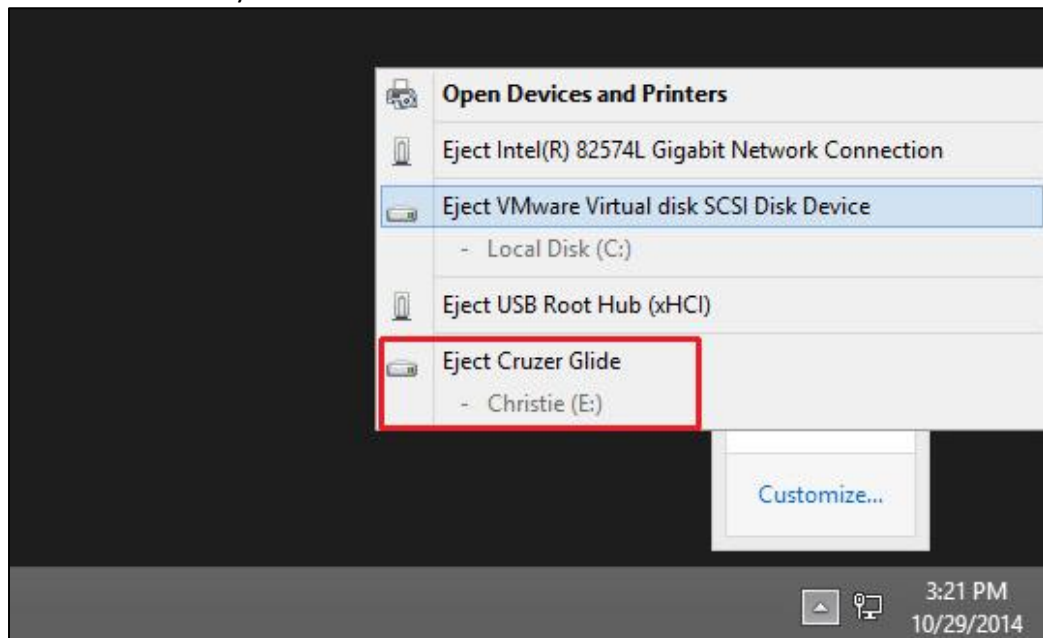 Open Devices and Printers
Eject Intel(R) 82574L Gigabit Network Connection
Eject VMware Virtual disk SCSI Disk Device
- Local Disk (C:)
Eject USB Root Hub (xHCI)
Eject Cruzer Glide
- Christie (E:)
Customize...
3:21 PM
10/29/2014